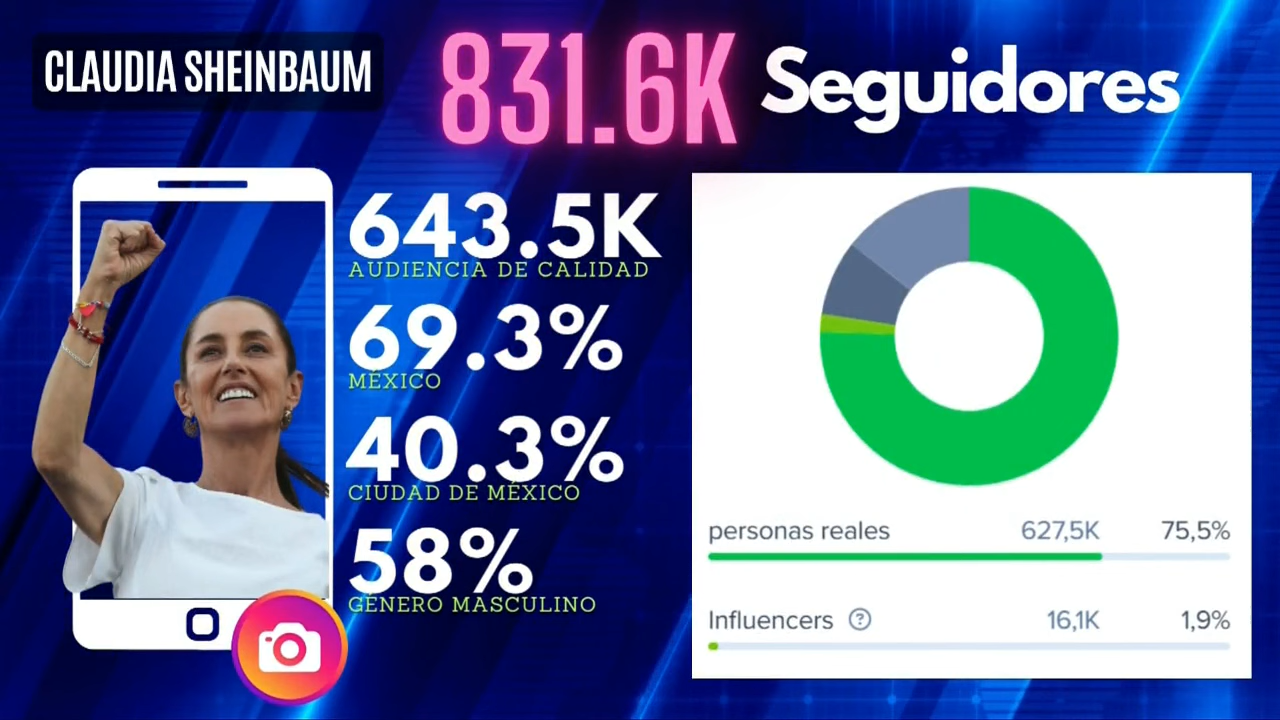 CLAUDIA SHEINBAUM
831.6K Seguidores
643.5K
AUDIENCIA DE CALIDAD
69.3%
MÉXICO
40.3%
CIUDAD DE MÉXICO
58%
GÉNERO MASCULINO
personas reales 627,5K 75,5%
Influencers ? 16,1K 1,9%